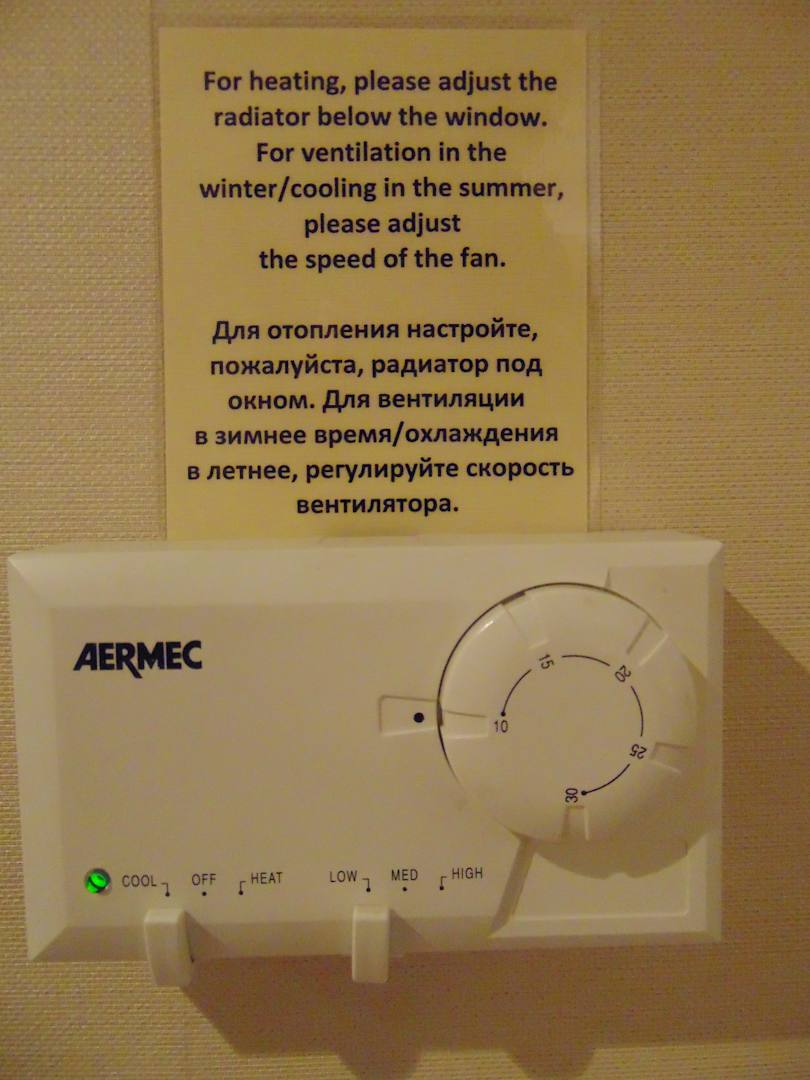 For heating, please adjust the
radiator below the window.
For ventilation in the
winter/cooling in the summer,
please adjust
the speed of the fan.
Для отопления настройте,
пожалуйста, радиатор под
окном. Для вентиляции
в зимнее время/охлаждения
в летнее, регулируйте скорость
вентилятора.
AERMEC
10 15 20 25 30
COOL OFF HEAT LOW MED HIGH